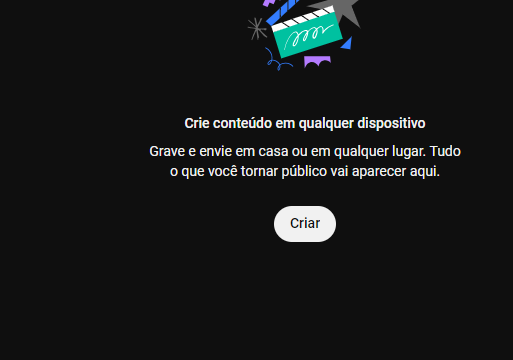 Crie conteúdo em qualquer dispositivo
Grave e envie em casa ou em qualquer lugar. Tudo
o que você tornar público vai aparecer aqui.
Criar